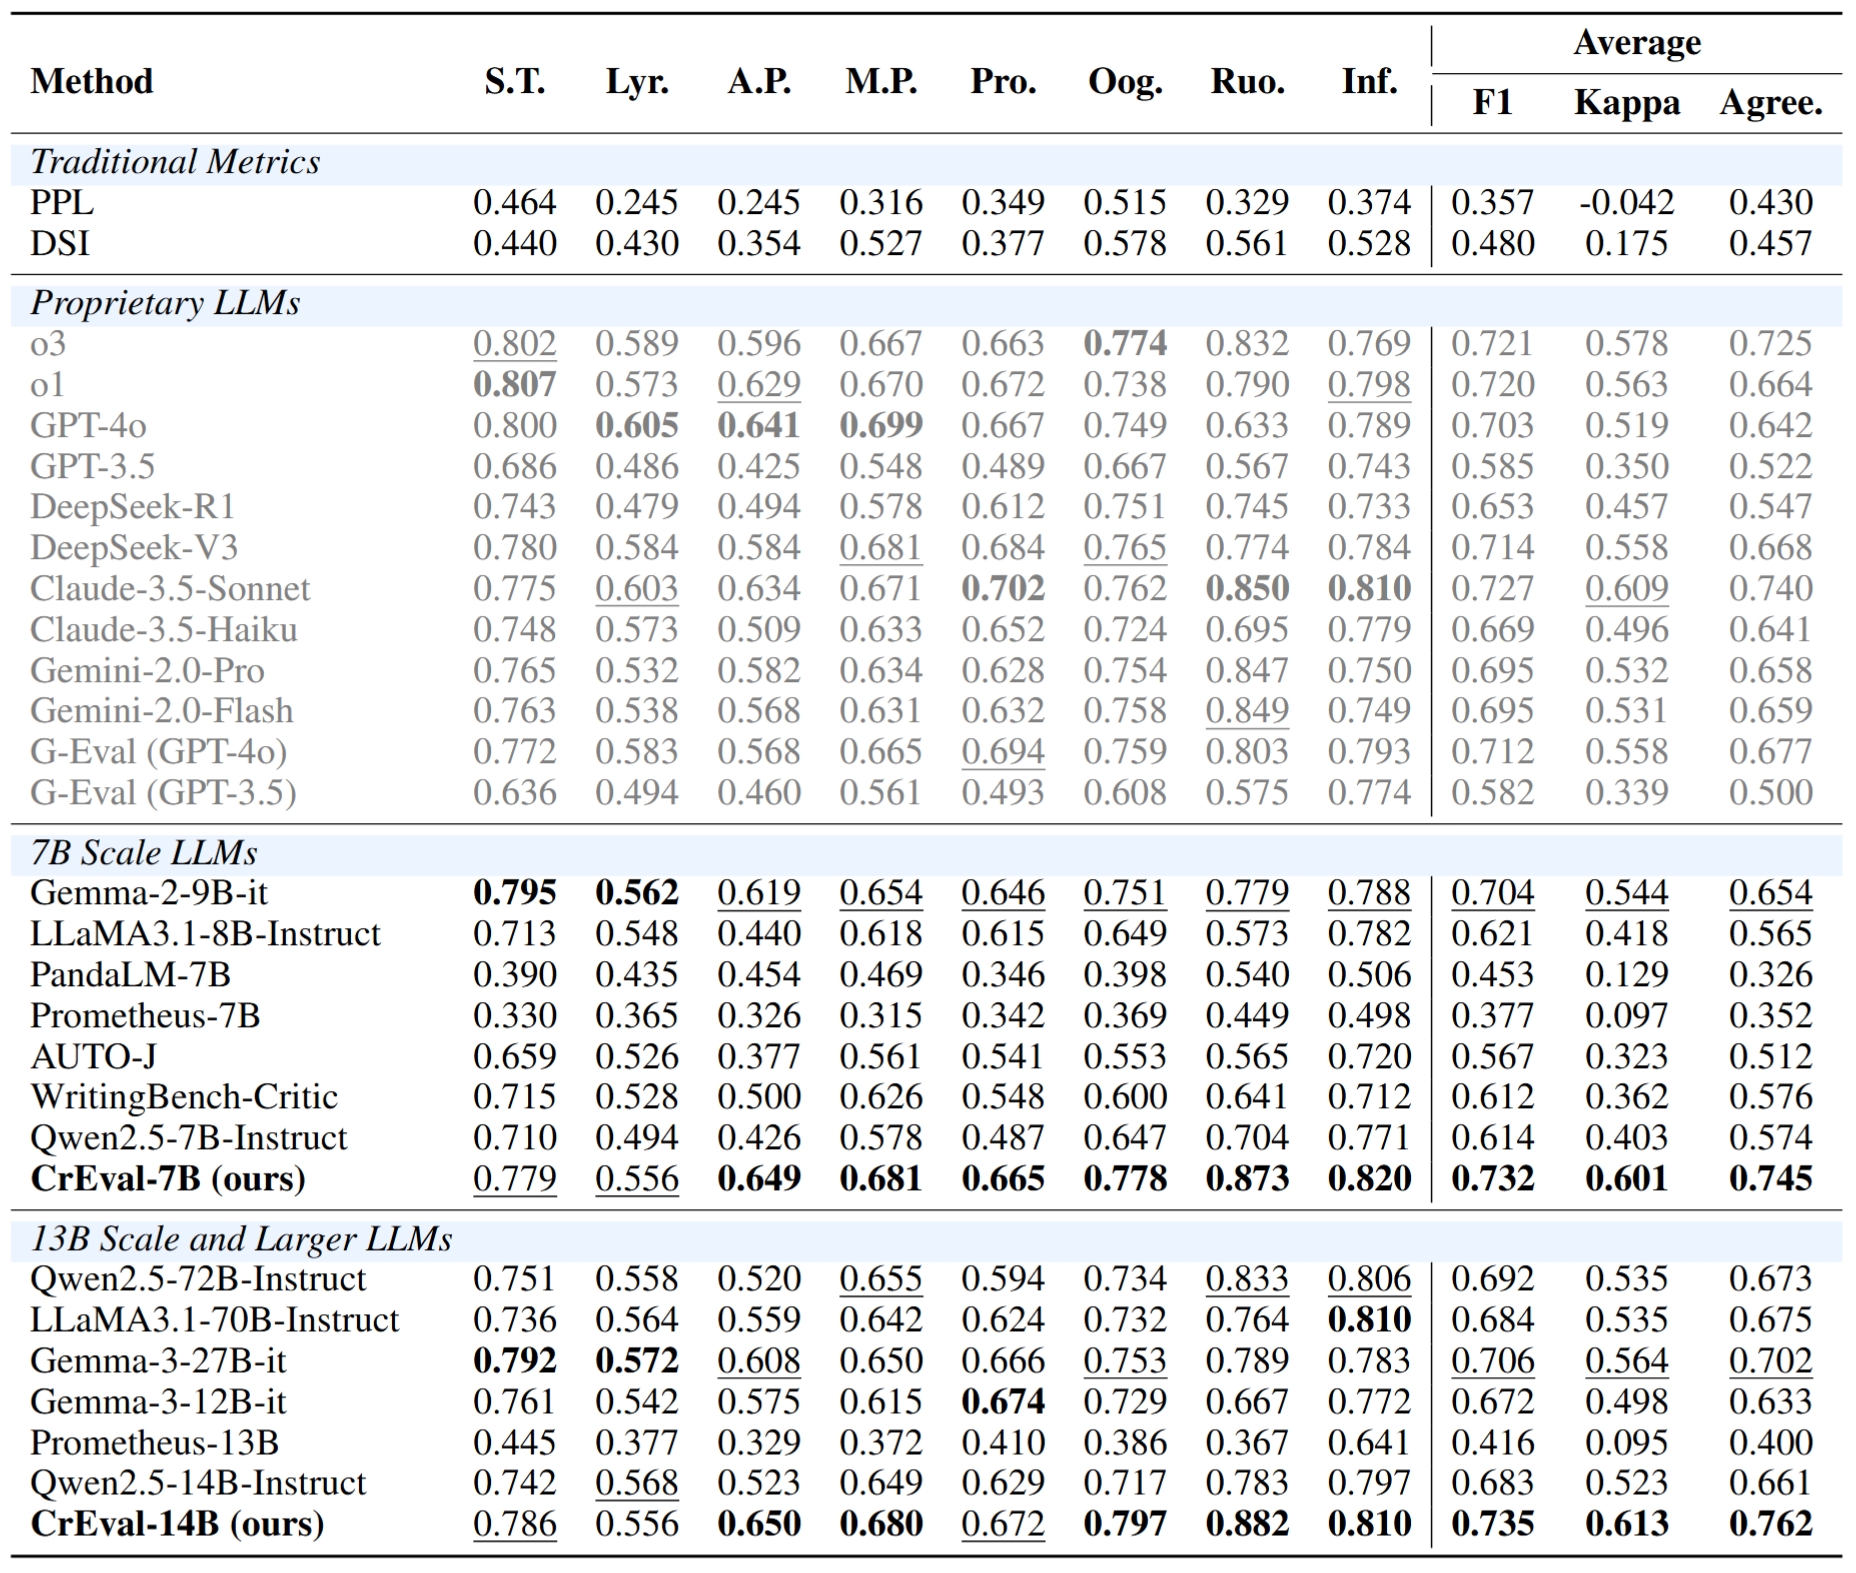 Average
Method S.T. Lyr. A.P. M.P. Pro. Oog. Ruo. Inf.
F1 Kappa Agree.
Traditional Metrics
PPL 0.464 0.245 0.245 0.316 0.349 0.515 0.329 0.374 0.357 -0.042 0.430
DSI 0.440 0.430 0.354 0.527 0.377 0.578 0.561 0.528 0.480 0.175 0.457
Proprietary LLMs
o3 0.802 0.589 0.596 0.667 0.663 0.774 0.832 0.769 0.721 0.578 0.725
o1 0.807 0.573 0.629 0.670 0.672 0.738 0.790 0.798 0.720 0.563 0.664
GPT-4o 0.800 0.605 0.641 0.699 0.667 0.749 0.633 0.789 0.703 0.519 0.642
GPT-3.5 0.686 0.486 0.425 0.548 0.489 0.667 0.567 0.743 0.585 0.350 0.522
DeepSeek-R1 0.743 0.479 0.494 0.578 0.612 0.751 0.745 0.733 0.653 0.457 0.547
DeepSeek-V3 0.780 0.584 0.584 0.681 0.684 0.765 0.774 0.784 0.714 0.558 0.668
Claude-3.5-Sonnet 0.775 0.603 0.634 0.671 0.702 0.762 0.850 0.810 0.727 0.609 0.740
Claude-3.5-Haiku 0.748 0.573 0.509 0.633 0.652 0.724 0.695 0.779 0.669 0.496 0.641
Gemini-2.0-Pro 0.765 0.532 0.582 0.634 0.628 0.754 0.847 0.750 0.695 0.532 0.658
Gemini-2.0-Flash 0.763 0.538 0.568 0.631 0.632 0.758 0.849 0.749 0.695 0.531 0.659
G-Eval (GPT-4o) 0.772 0.583 0.568 0.665 0.694 0.759 0.803 0.793 0.712 0.558 0.677
G-Eval (GPT-3.5) 0.636 0.494 0.460 0.561 0.493 0.608 0.575 0.774 0.582 0.339 0.500
7B Scale LLMs
Gemma-2-9B-it 0.795 0.562 0.619 0.654 0.646 0.751 0.779 0.788 0.704 0.544 0.654
LLaMA3.1-8B-Instruct 0.713 0.548 0.440 0.618 0.615 0.649 0.573 0.782 0.621 0.418 0.565
PandaLM-7B 0.390 0.435 0.454 0.469 0.346 0.398 0.540 0.506 0.453 0.129 0.326
Prometheus-7B 0.330 0.365 0.326 0.315 0.342 0.369 0.449 0.498 0.377 0.097 0.352
AUTO-J 0.659 0.526 0.377 0.561 0.541 0.553 0.565 0.720 0.567 0.323 0.512
WritingBench-Critic 0.715 0.528 0.500 0.626 0.548 0.600 0.641 0.712 0.612 0.362 0.576
Qwen2.5-7B-Instruct 0.710 0.494 0.426 0.578 0.487 0.647 0.704 0.771 0.614 0.403 0.574
CrEval-7B (ours) 0.779 0.556 0.649 0.681 0.665 0.778 0.873 0.820 0.732 0.601 0.745
13B Scale and Larger LLMs
Qwen2.5-72B-Instruct 0.751 0.558 0.520 0.655 0.594 0.734 0.833 0.806 0.692 0.535 0.673
LLaMA3.1-70B-Instruct 0.736 0.564 0.559 0.642 0.624 0.732 0.764 0.810 0.684 0.535 0.675
Gemma-3-27B-it 0.792 0.572 0.608 0.650 0.666 0.753 0.789 0.783 0.706 0.564 0.702
Gemma-3-12B-it 0.761 0.542 0.575 0.615 0.674 0.729 0.667 0.772 0.672 0.498 0.633
Prometheus-13B 0.445 0.377 0.329 0.372 0.410 0.386 0.367 0.641 0.416 0.095 0.400
Qwen2.5-14B-Instruct 0.742 0.568 0.523 0.649 0.629 0.717 0.783 0.797 0.683 0.523 0.661
CrEval-14B (ours) 0.786 0.556 0.650 0.680 0.672 0.797 0.882 0.810 0.735 0.613 0.762